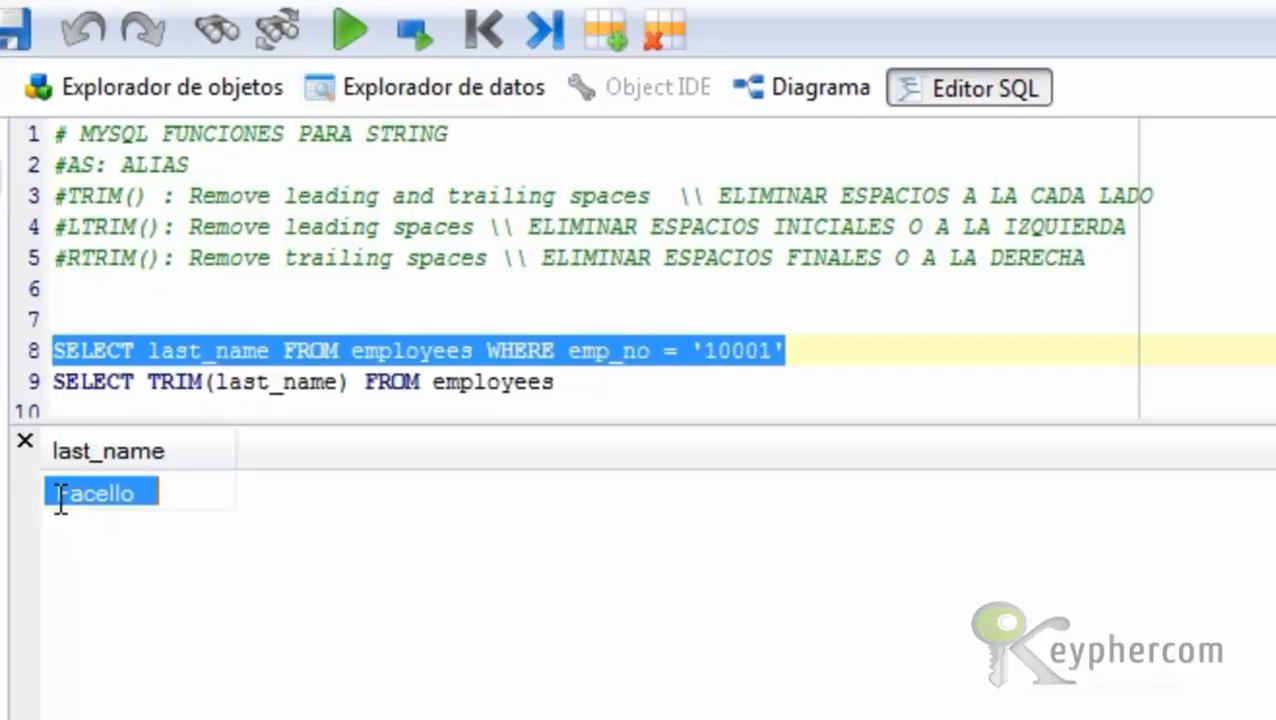 Explorador de objetos Explorador de datos Object IDE Diagrama Editor SQL
1 # MYSQL FUNCIONES PARA STRING
2 #AS: ALIAS
3 #TRIM() : Remove leading and trailing spaces \\ ELIMINAR ESPACIOS A LA CADA LADO
4 #LTRIM(): Remove leading spaces \\ ELIMINAR ESPACIOS INICIALES O A LA IZQUIERDA
5 #RTRIM(): Remove trailing spaces \\ ELIMINAR ESPACIOS FINALES O A LA DERECHA
6
7
8 SELECT last_name FROM employees WHERE emp_no = '10001'
9 SELECT TRIM(last_name) FROM employees
10
last_name
Facello
Keyphercom